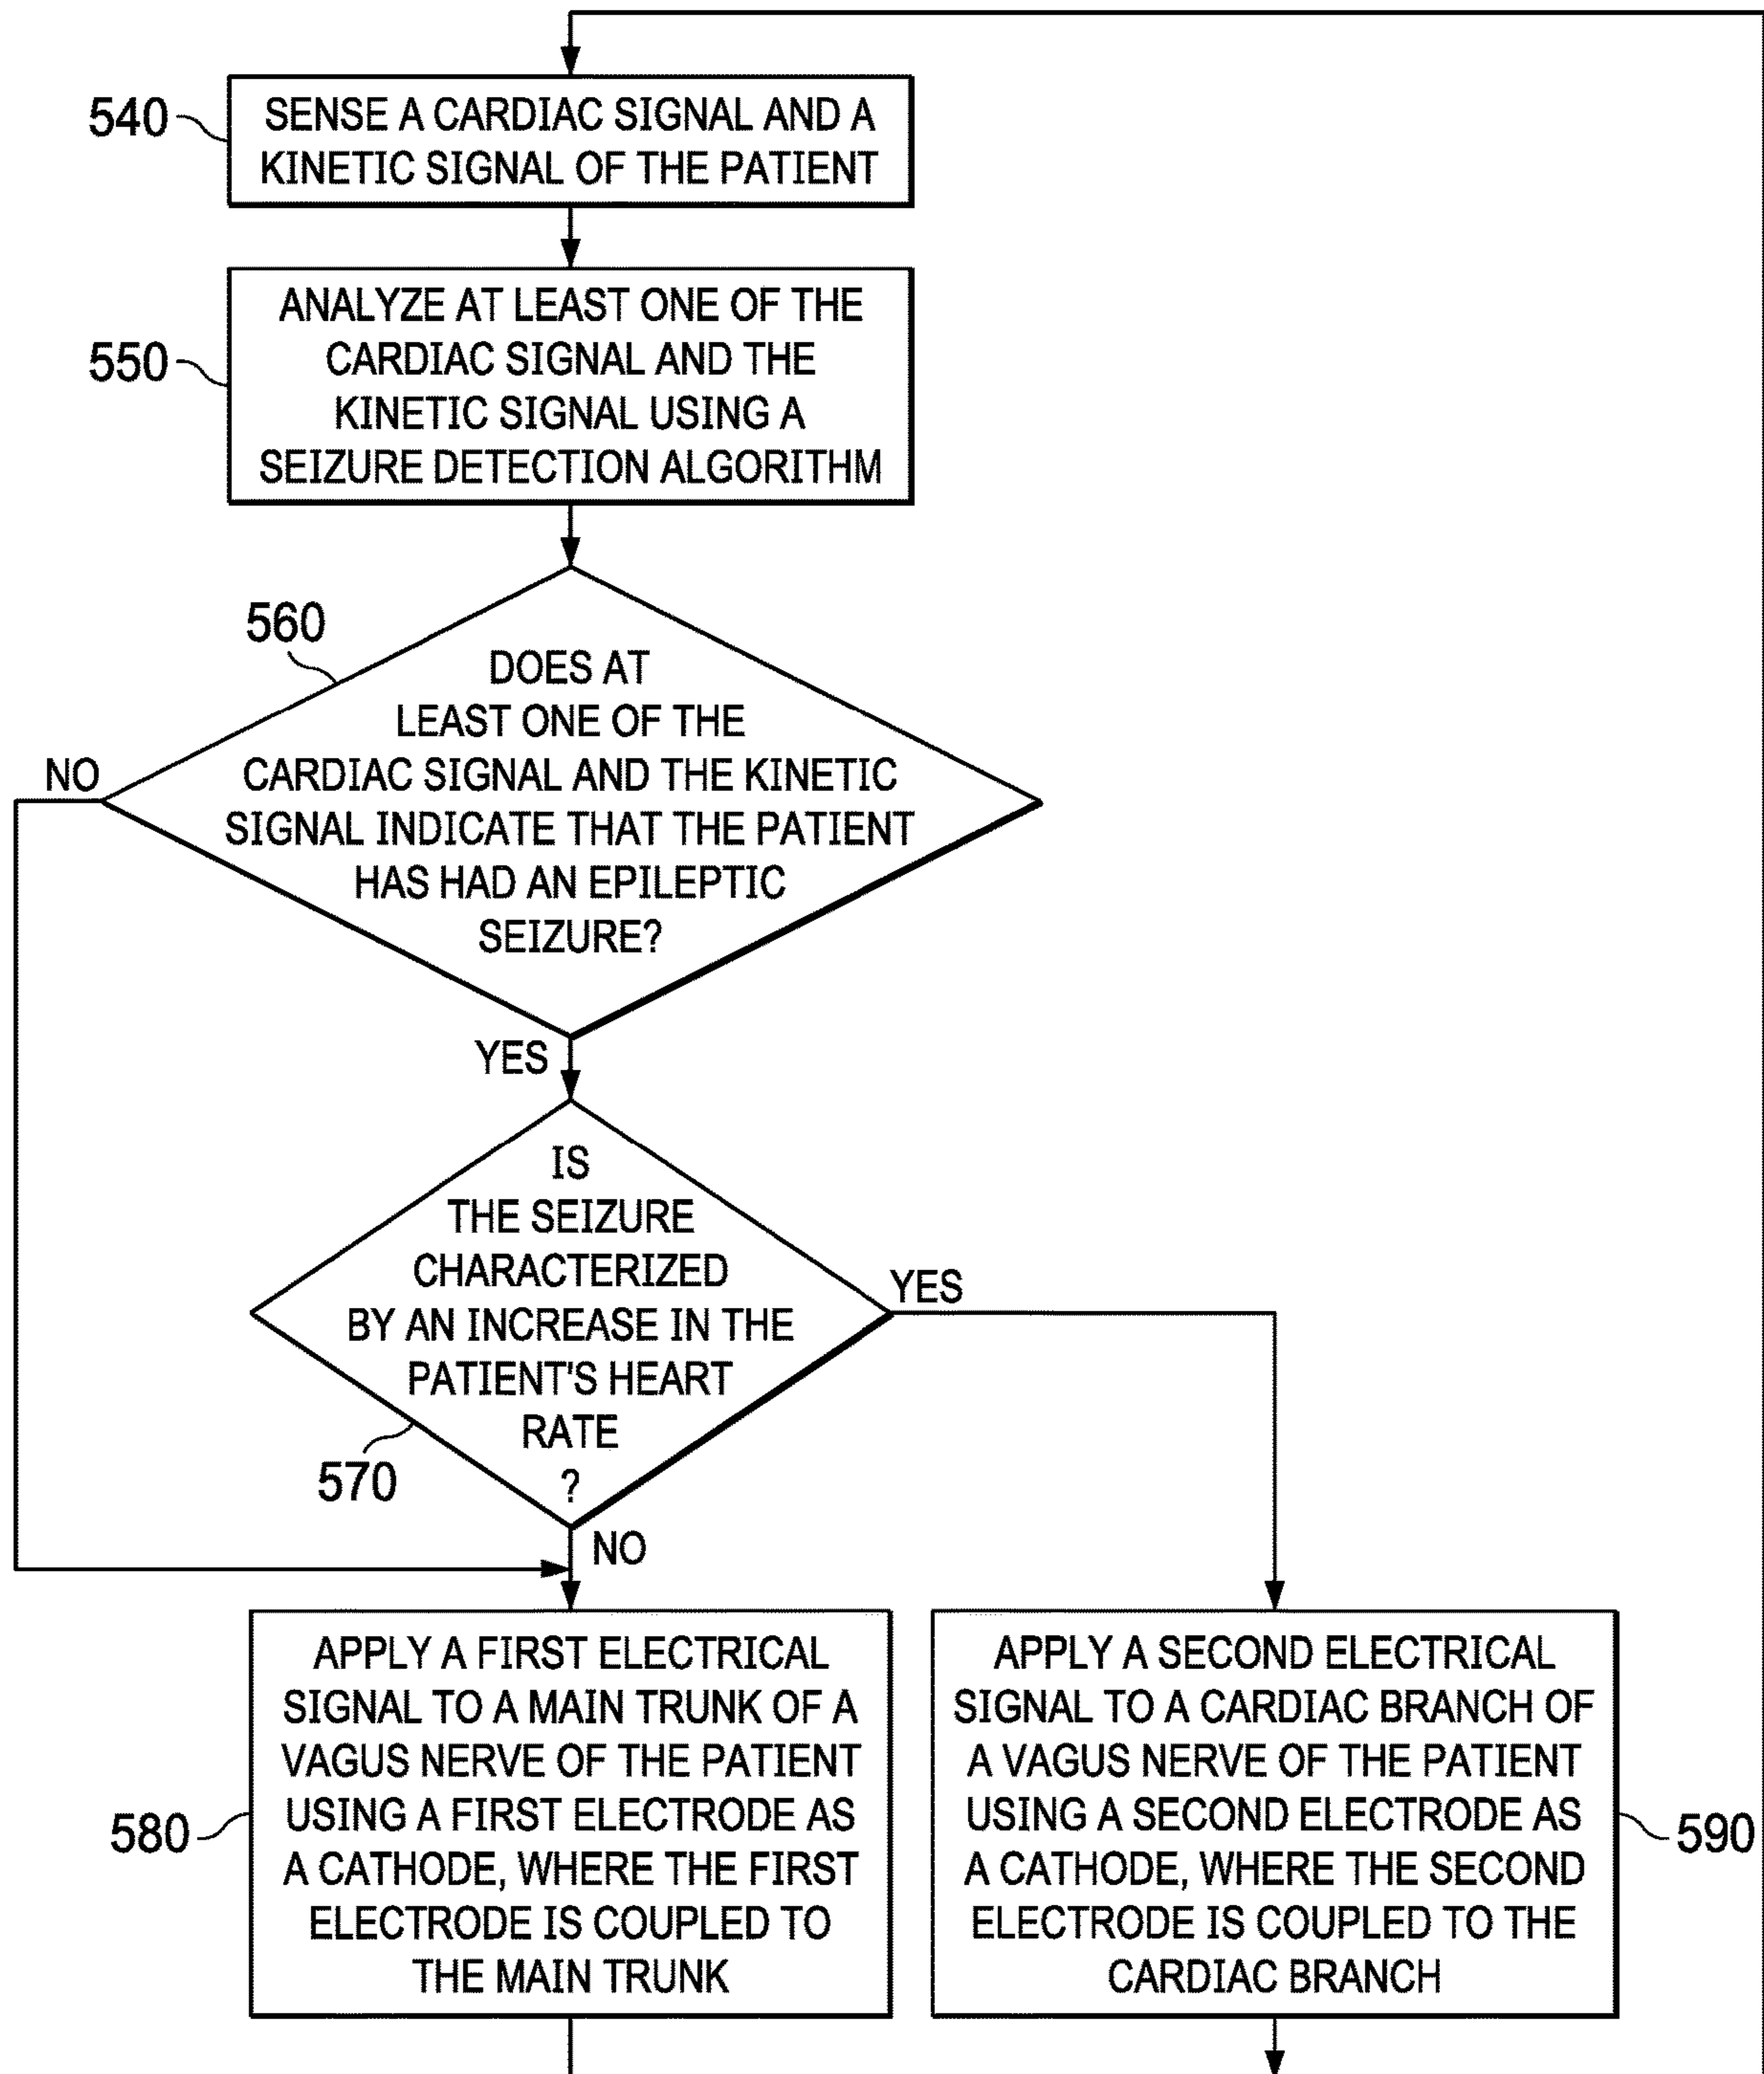 540
SENSE A CARDIAC SIGNAL AND A
KINETIC SIGNAL OF THE PATIENT
550
ANALYZE AT LEAST ONE OF THE
CARDIAC SIGNAL AND THE
KINETIC SIGNAL USING A
SEIZURE DETECTION ALGORITHM
560
DOES AT
LEAST ONE OF THE
CARDIAC SIGNAL AND THE KINETIC
SIGNAL INDICATE THAT THE PATIENT
HAS HAD AN EPILEPTIC
SEIZURE?
NO
YES
IS
THE SEIZURE
CHARACTERIZED
BY AN INCREASE IN THE
PATIENT'S HEART
RATE
?
570
YES
NO
APPLY A FIRST ELECTRICAL
SIGNAL TO A MAIN TRUNK OF A
VAGUS NERVE OF THE PATIENT
USING A FIRST ELECTRODE AS
A CATHODE, WHERE THE FIRST
ELECTRODE IS COUPLED TO
THE MAIN TRUNK
580
APPLY A SECOND ELECTRICAL
SIGNAL TO A CARDIAC BRANCH OF
A VAGUS NERVE OF THE PATIENT
USING A SECOND ELECTRODE AS
A CATHODE, WHERE THE SECOND
ELECTRODE IS COUPLED TO THE
CARDIAC BRANCH
590